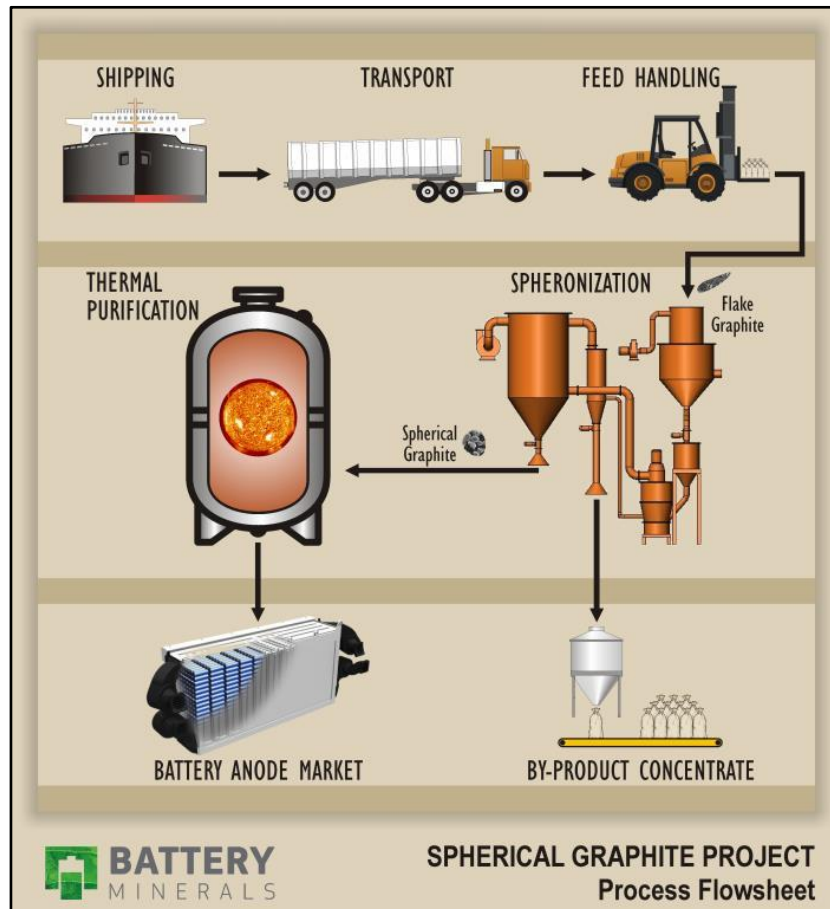 SHIPPING
TRANSPORT
FEED HANDLING
THERMAL
PURIFICATION
SPHERONIZATION
Flake
Graphite
Spherical
Graphite
BATTERY ANODE MARKET
BY-PRODUCT CONCENTRATE
BATTERY
MINERALS
SPHERICAL GRAPHITE PROJECT
Process Flowsheet